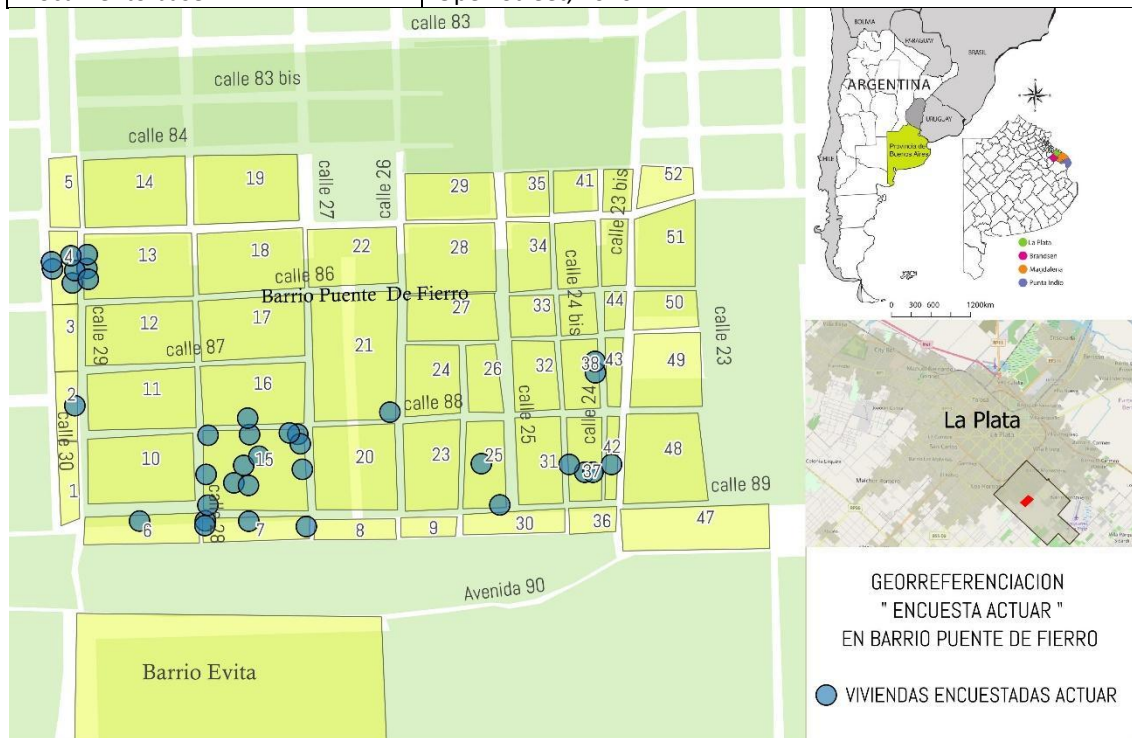 calle 83
calle 83 bis
calle 84
5
14
19
calle 27
calle 26
29
35
41
calle 23 bis
52
4
13
18
22
28
34
calle 24 bis
51
calle 86
Barrio Puente De Fierro
3
calle 29
12
17
21
27
33
44
50
calle 23
calle 87
2
11
16
24
26
32
38
43
49
calle 88
calle 25
calle 24
calle 30
1
10
15
20
23
25
31
37
42
48
calle 89
calle 28
6
7
8
9
30
36
47
Avenida 90
Barrio Evita
BOLIVIA
PARAGUAY
BRASIL
ARGENTINA
URUGUAY
CHILE
Provincia de
Buenos Aires
La Plata
Brandsen
Magdalena
Punta Indio
0 300 600 1200km
La Plata
GEORREFERENCIACION
" ENCUESTA ACTUAR "
EN BARRIO PUENTE DE FIERRO
VIVIENDAS ENCUESTADAS ACTUAR